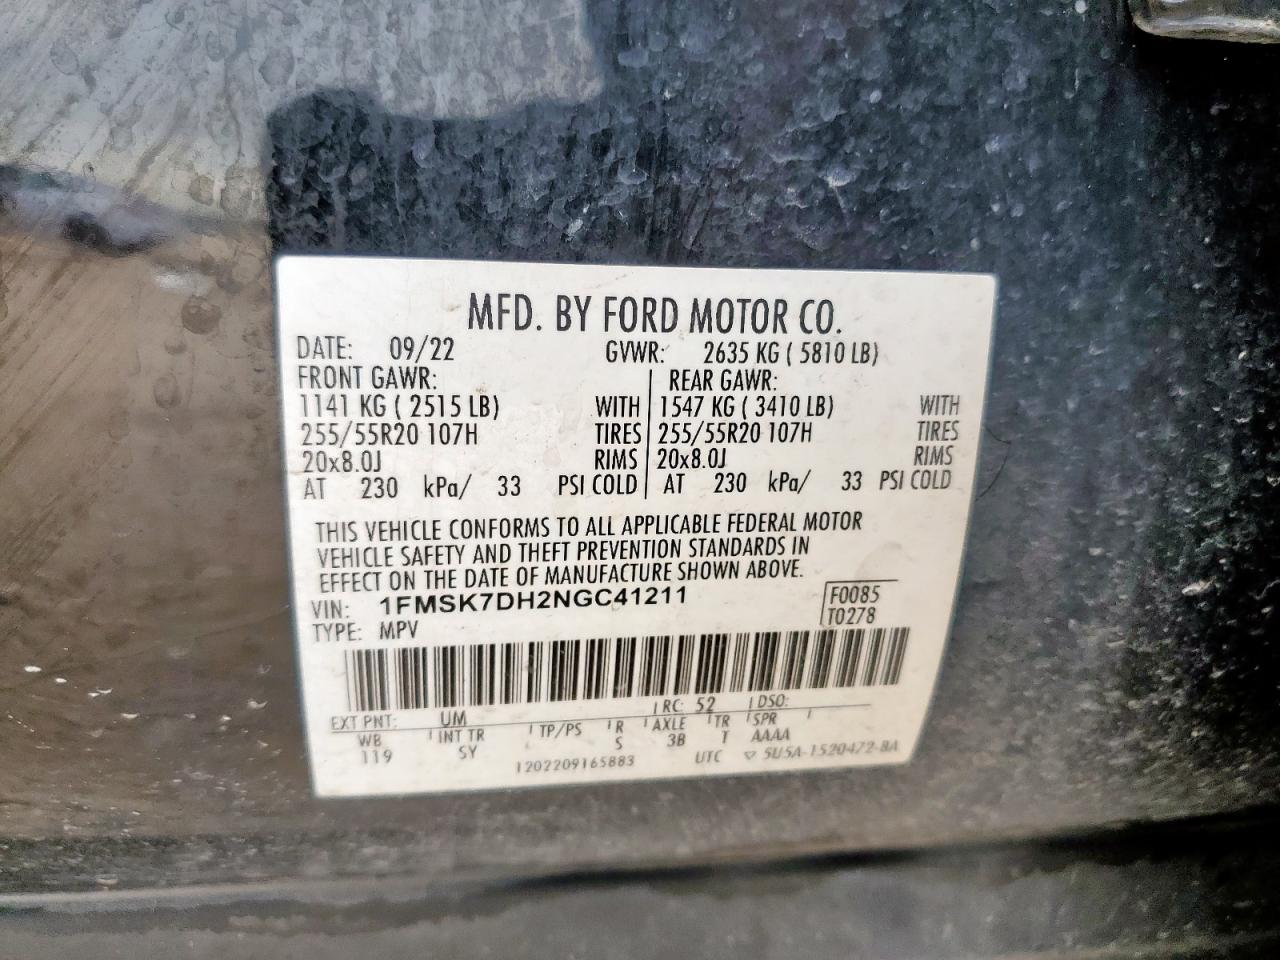 MFD. BY FORD MOTOR CO.
DATE: 09/22 GVWR: 2635 KG ( 5810 LB)
FRONT GAWR: REAR GAWR:
1141 KG ( 2515 LB) WITH 1547 KG ( 3410 LB) WITH
255/55R20 107H TIRES 255/55R20 107H TIRES
20x8.0J RIMS 20x8.0J RIMS
AT 230 kPa/ 33 PSI COLD AT 230 kPa/ 33 PSI COLD
THIS VEHICLE CONFORMS TO ALL APPLICABLE FEDERAL MOTOR
VEHICLE SAFETY AND THEFT PREVENTION STANDARDS IN
EFFECT ON THE DATE OF MANUFACTURE SHOWN ABOVE.
VIN: 1FMSK7DH2NGC41211 F0085
TYPE: MPV T0278
EXT PNT: UM RC: 52 DSO:
WB INT TR TP/PS R AXLE TR SPR
119 SY S 3B T AAAA
1202209165883 UTC ▽ 5U5A-1520472-BA